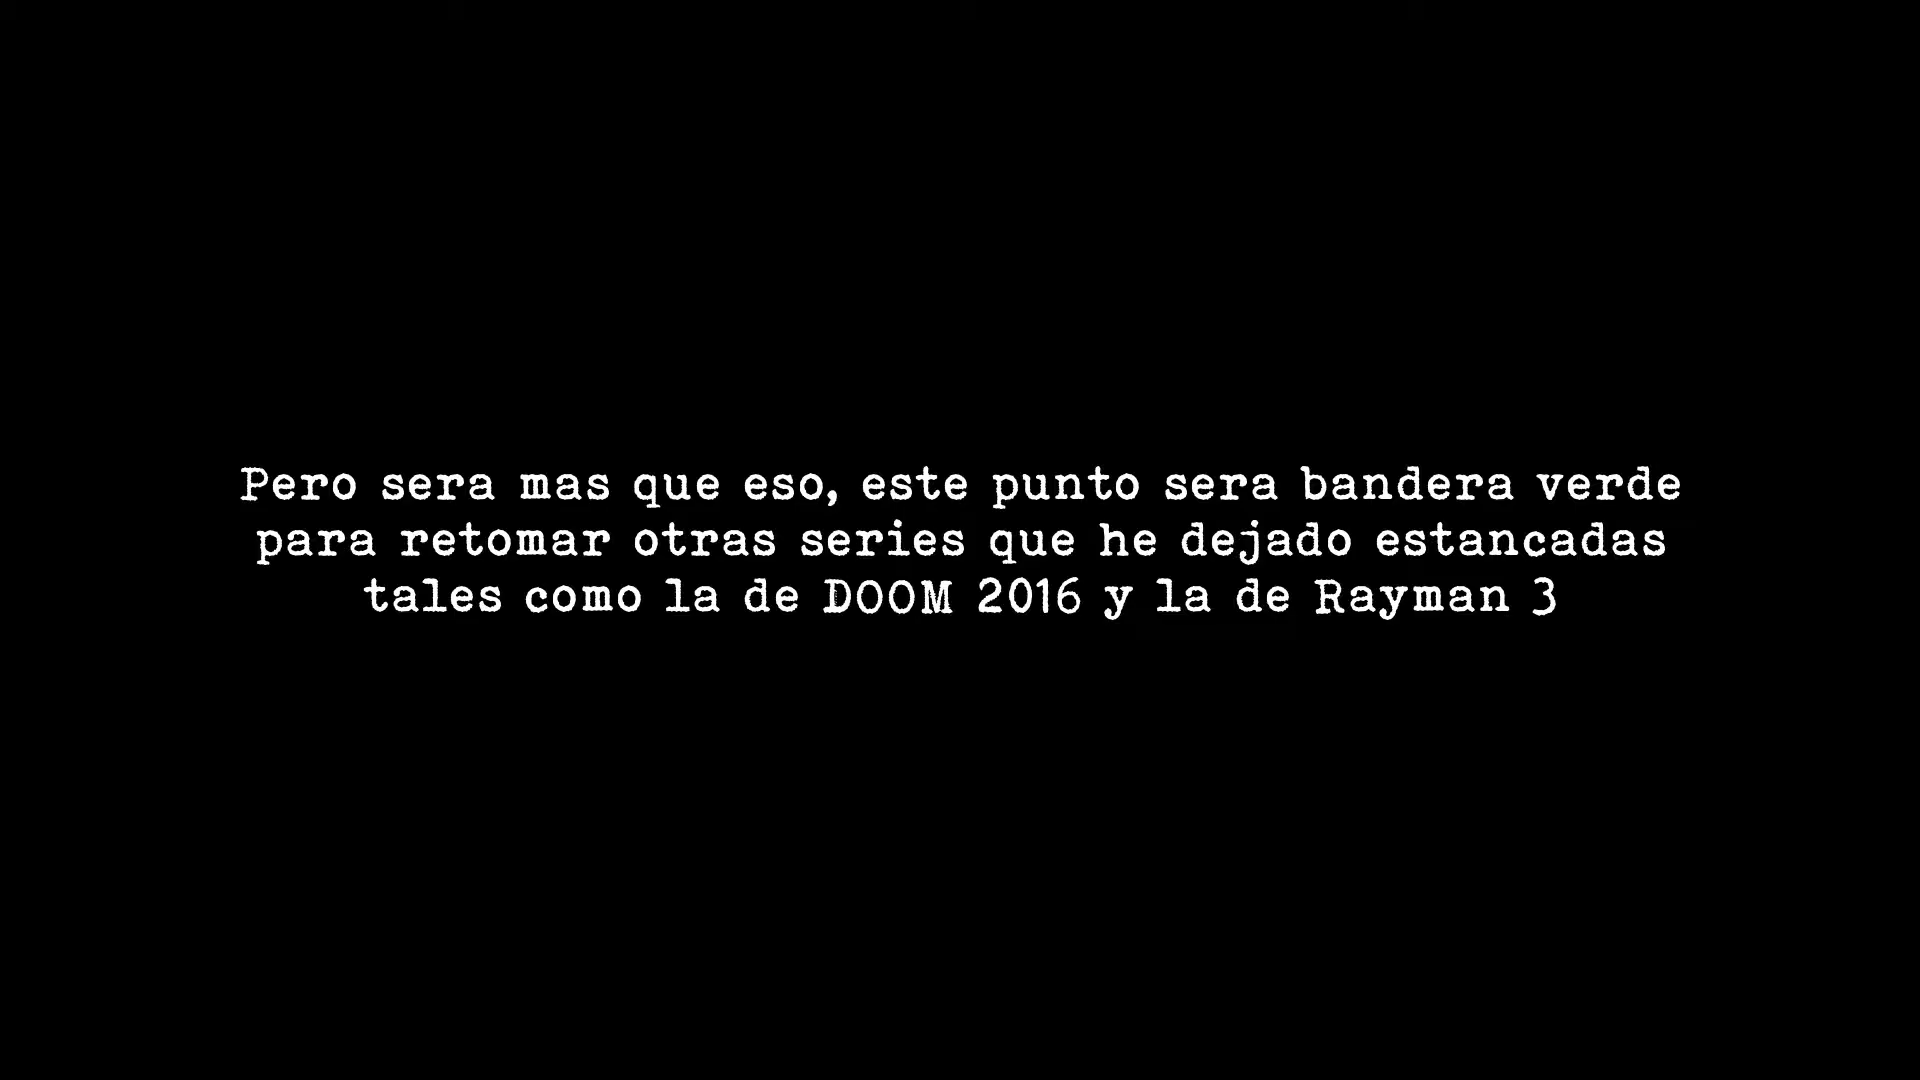 Pero sera mas que eso, este punto sera bandera verde
para retomar otras series que he dejado estancadas
tales como la de DOOM 2016 y la de Rayman 3